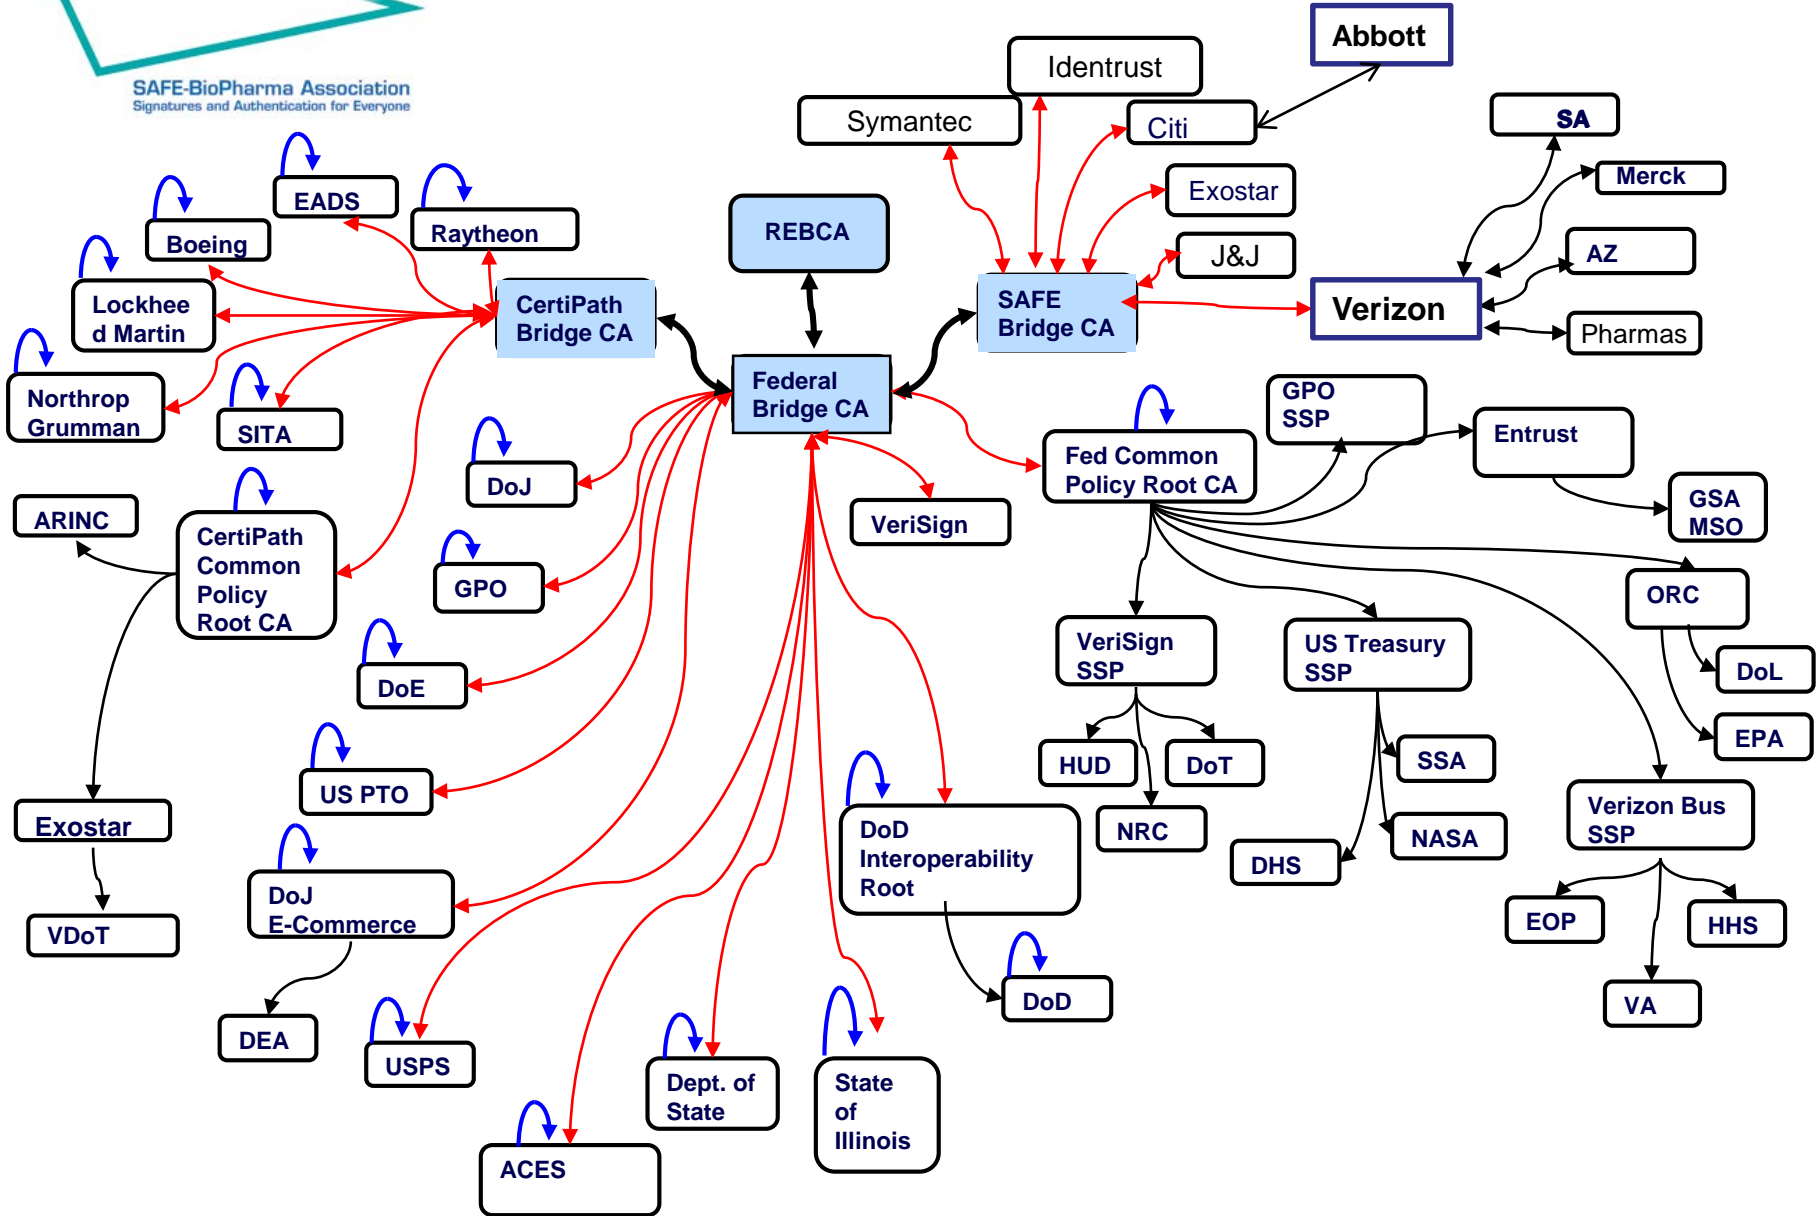 SAFE-BioPharma Association
Signatures and Authentication for Everyone
Abbott
Identrust
Symantec
Citi
SA
Merck
Exostar
EADS
Raytheon
Boeing
REBCA
J&J
AZ
Lockhee
d Martin
CertiPath
Bridge CA
SAFE
Bridge CA
Verizon
Pharmas
Northrop
Grumman
SITA
Federal
Bridge CA
GPO
SSP
Entrust
Fed Common
Policy Root CA
DoJ
VeriSign
GSA
MSO
ARINC
CertiPath
Common
Policy
Root CA
GPO
ORC
VeriSign
SSP
US Treasury
SSP
DoL
DoE
EPA
HUD
DoT
SSA
US PTO
Exostar
DoD
Interoperability
Root
NRC
NASA
Verizon Bus
SSP
DHS
DoJ
E-Commerce
VDoT
EOP
HHS
DoD
VA
DEA
USPS
Dept. of
State
State
of
Illinois
ACES